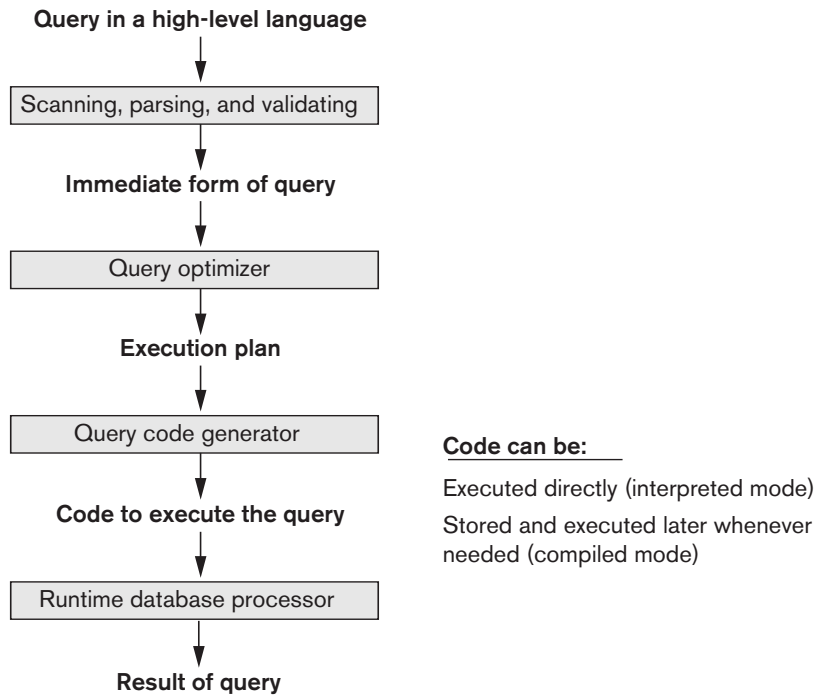 Query in a high-level language
Scanning, parsing, and validating
Immediate form of query
Query optimizer
Execution plan
Query code generator
Code to execute the query
Runtime database processor
Result of query
Code can be:
Executed directly (interpreted mode)
Stored and executed later whenever
needed (compiled mode)